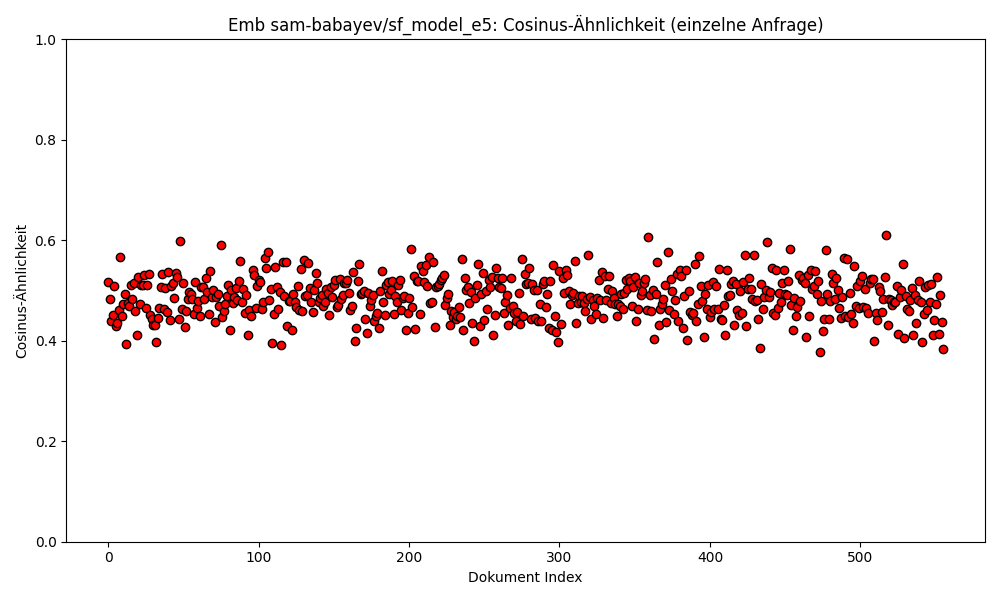 Emb sam-babayev/sf_model_e5: Cosinus-Ähnlichkeit (einzelne Anfrage)
1.0
0.8
0.6
0.4
0.2
0.0
Cosinus-Ähnlichkeit
0 100 200 300 400 500
Dokument Index